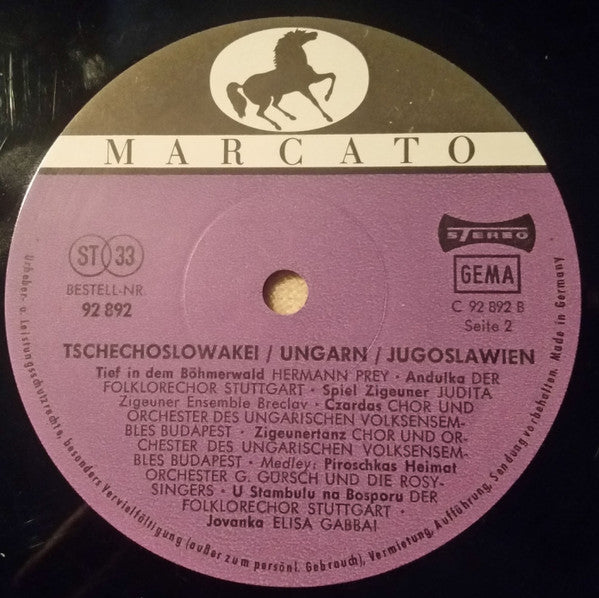 MARCATO
ST 33
BESTELL-NR.
92 892
STEREO
GEMA
C 92 892 B
Seite 2
TSCHECHOSLOWAKEI / UNGARN / JUGOSLAWIEN
Tief in dem Böhmerwald HERMANN PREY · Andulka DER
FOLKLORECHOR STUTTGART · Spiel Zigeuner JUDITA
Zigeuner Ensemble Breclav · Czardas CHOR UND
ORCHESTER DES UNGARISCHEN VOLKSENSEM-
BLES BUDAPEST · Zigeunertanz CHOR UND OR-
CHESTER DES UNGARISCHEN VOLKSENSEM-
BLES BUDAPEST · Medley: Piroschkas Heimat
ORCHESTER G. GÜRSCH UND DIE ROSY-
SINGERS · U Stambulu na Bosporu DER
FOLKLORECHOR STUTTGART ·
Jovanka ELISA GABBAI
Urheber- u. Leistungsschutzrechte, besonders Vervielfältigung (außer zum persönl. Gebrauch), Vermietung, Aufführung, Sendung vorbehalten. Made in Germany